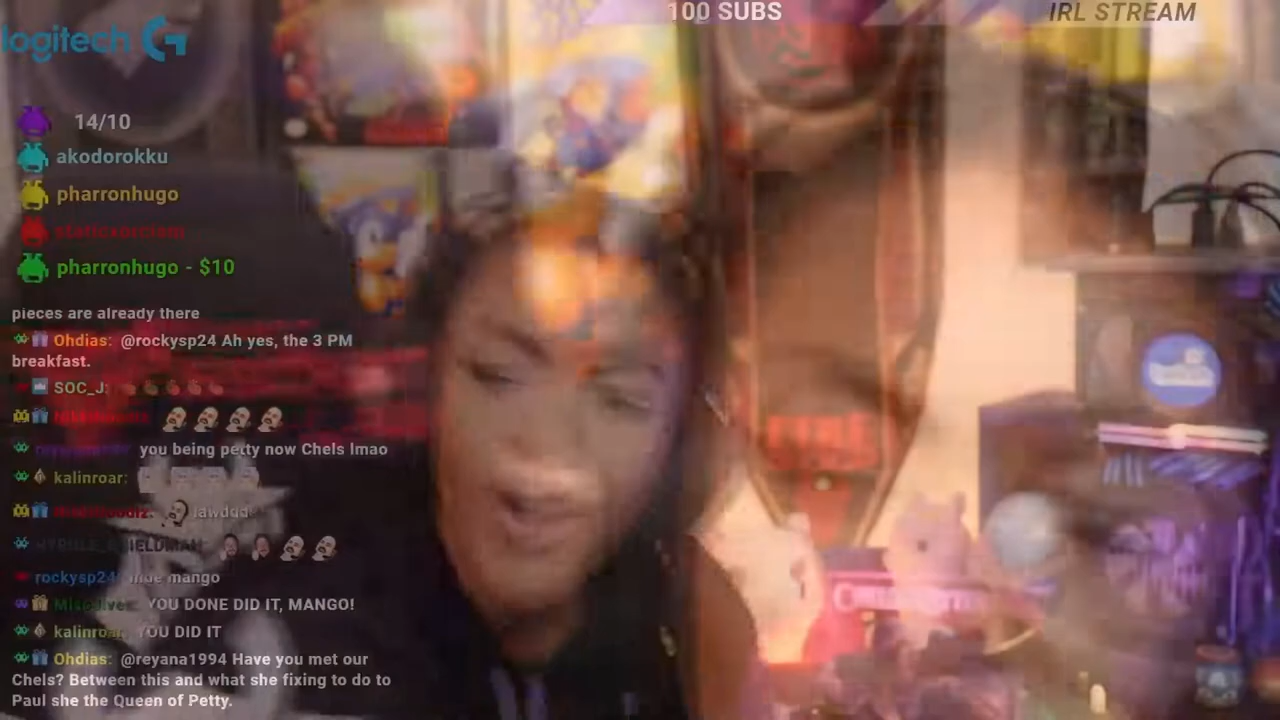 100 SUBS
IRL STREAM
logitech G
14/10
akodorokku
pharronhugo
pharronhugo - $10
pieces are already there
Ohdias: @rockysp24 Ah yes, the 3 PM
breakfast.
SOC_J:
you being petty now Chels lmao
kalinroar:
rockysp24: mango
YOU DONE DID IT, MANGO!
kalinroar: YOU DID IT
Ohdias: @reyana1994 Have you met our
Chels? Between this and what she fixing to do to
Paul she the Queen of Petty.